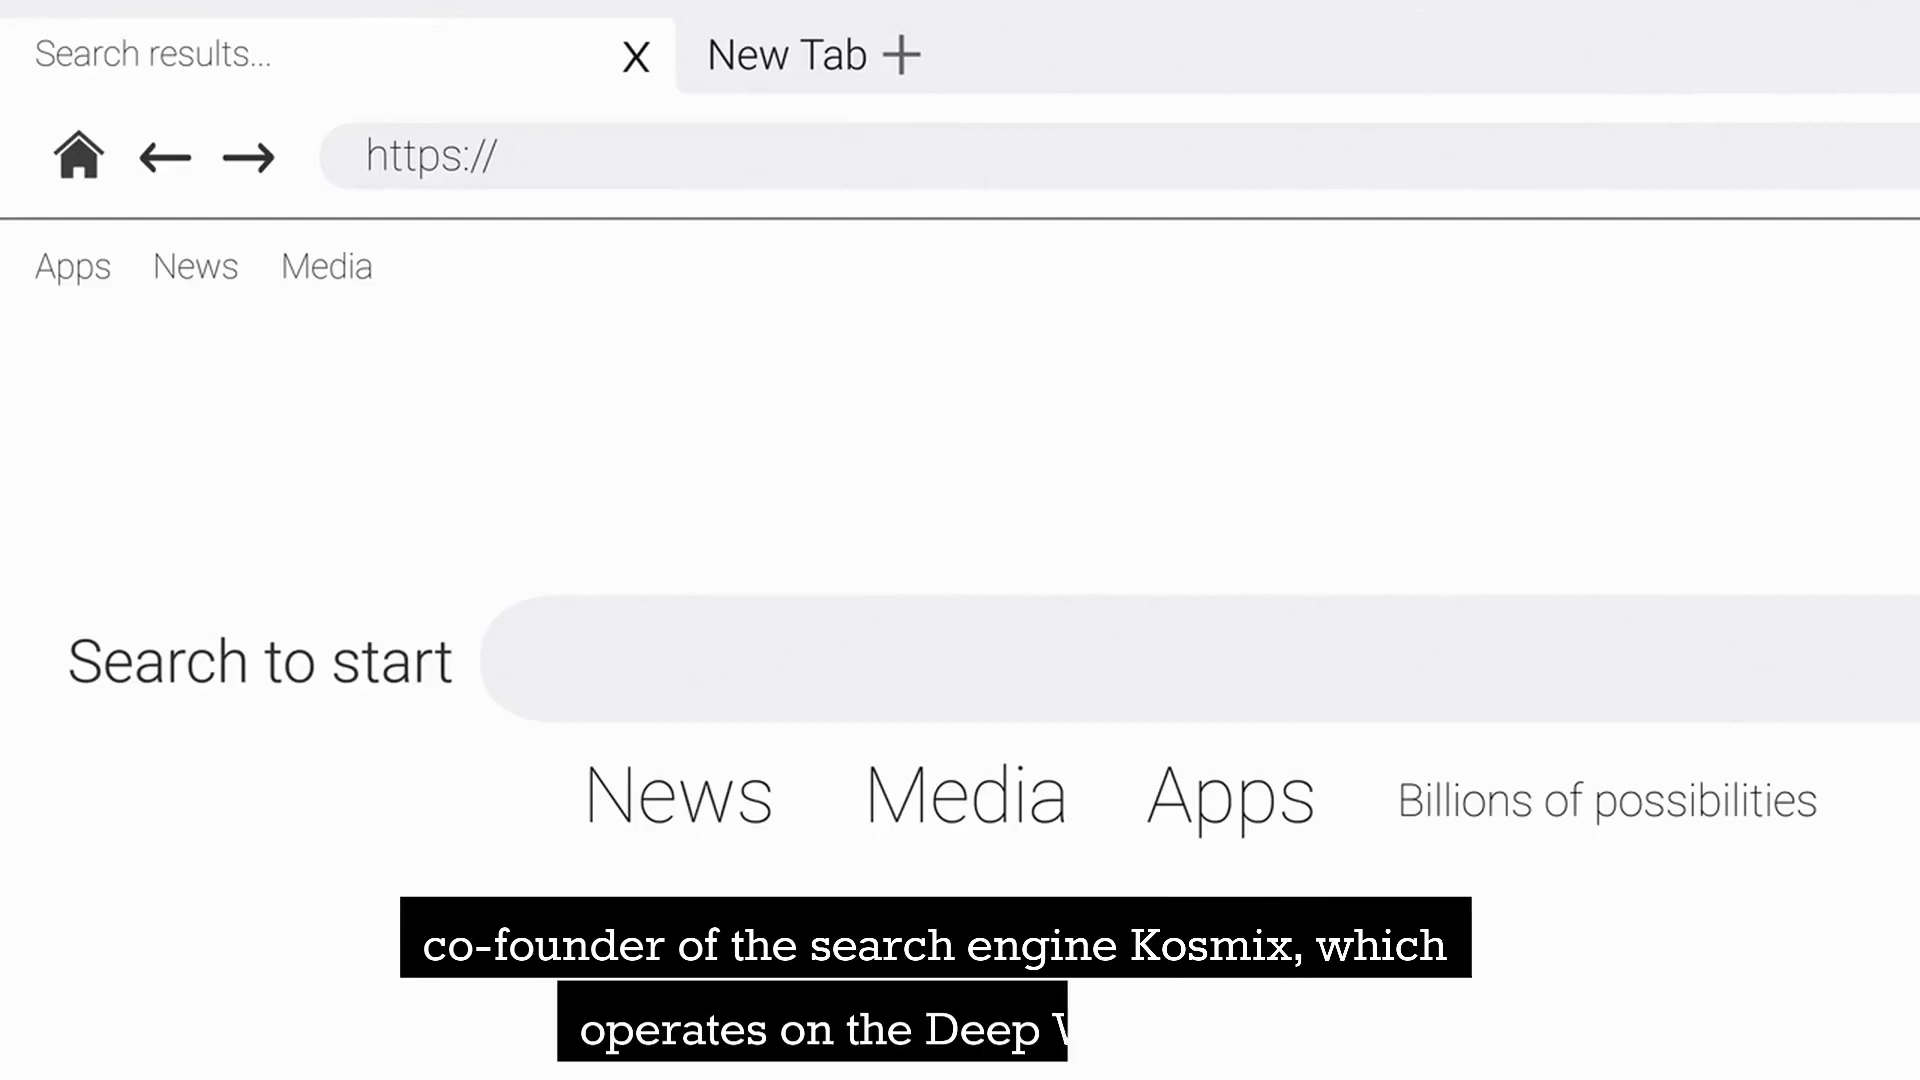 Search results... X New Tab +
https://
Apps News Media
Search to start
News Media Apps Billions of possibilities
co-founder of the search engine Kosmix, which
operates on the Deep